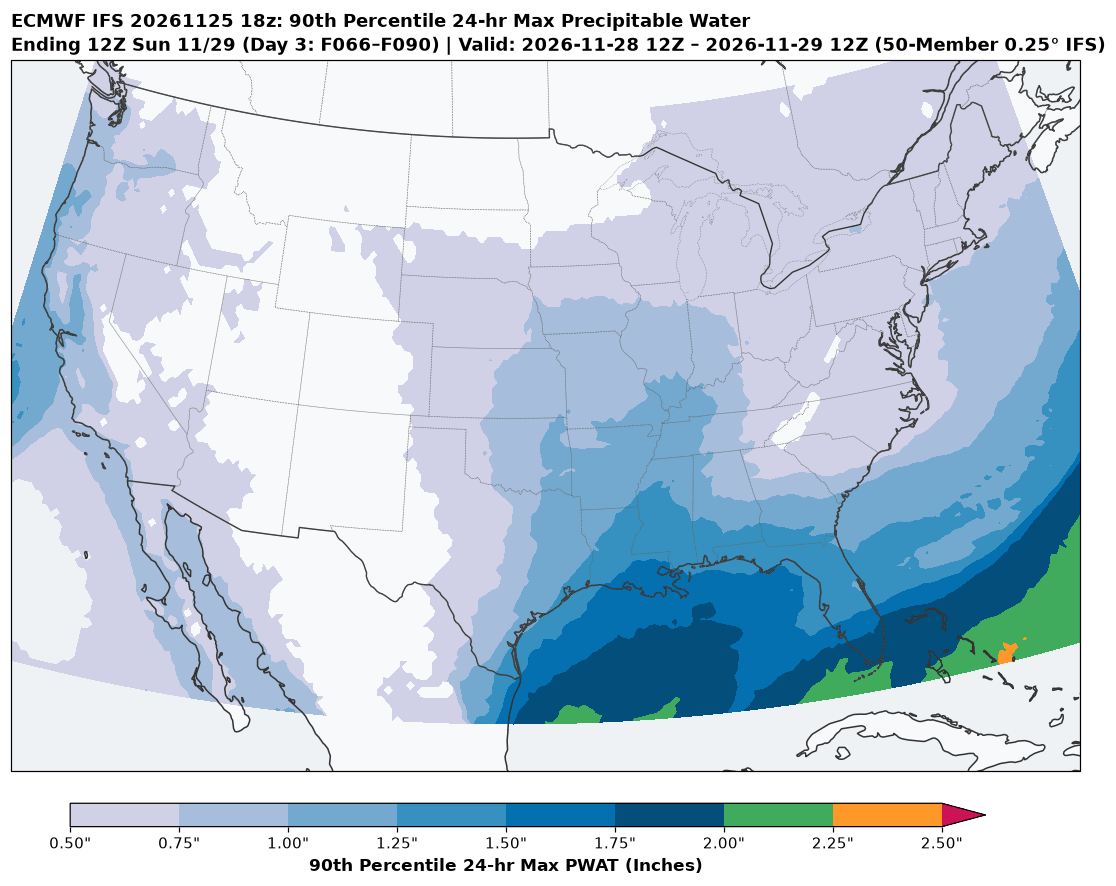 ECMWF IFS 20261125 18z: 90th Percentile 24-hr Max Precipitable Water
Ending 12Z Sun 11/29 (Day 3: F066–F090) | Valid: 2026-11-28 12Z – 2026-11-29 12Z (50-Member 0.25° IFS)
0.50" 0.75" 1.00" 1.25" 1.50" 1.75" 2.00" 2.25" 2.50"
90th Percentile 24-hr Max PWAT (Inches)